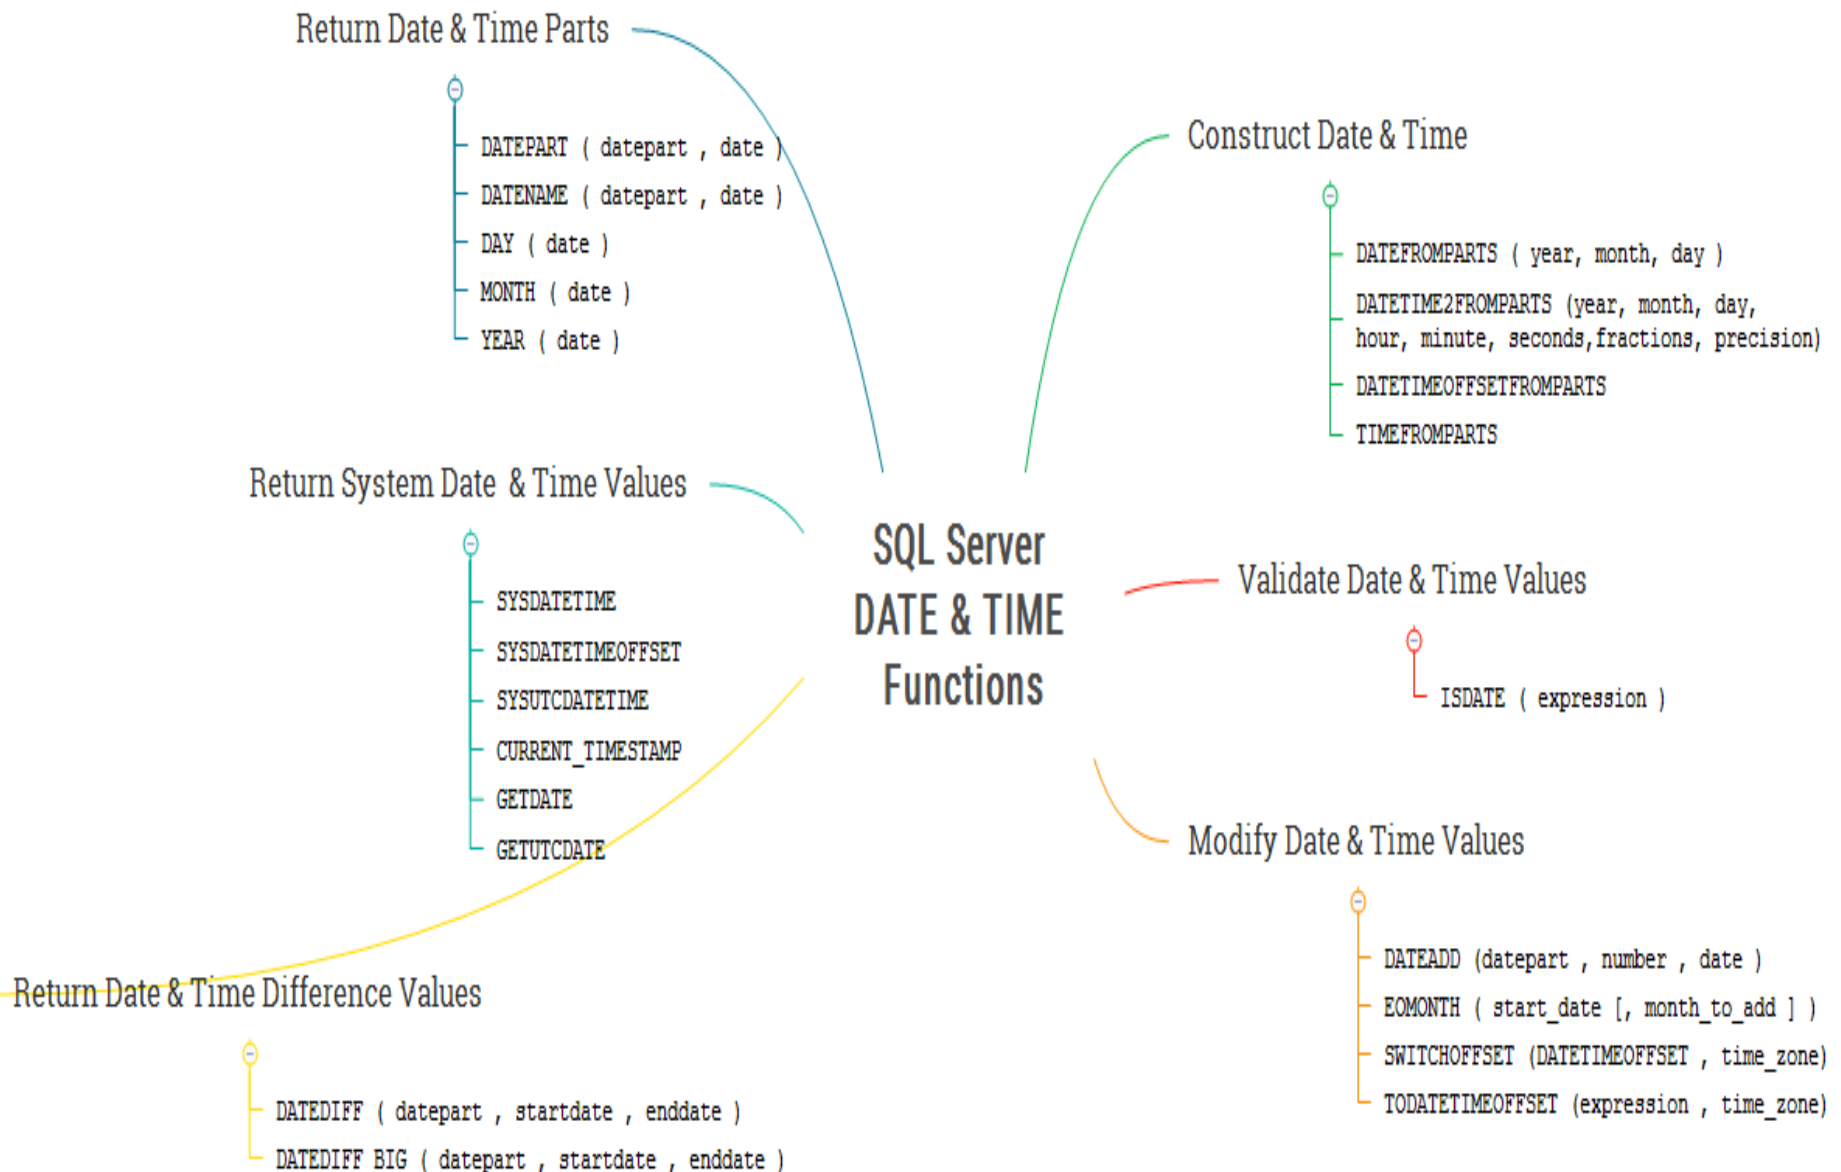 Return Date & Time Parts
DATEPART ( datepart , date )
DATENAME ( datepart , date )
DAY ( date )
MONTH ( date )
YEAR ( date )
Construct Date & Time
DATEFROMPARTS ( year, month, day )
DATETIME2FROMPARTS (year, month, day,
hour, minute, seconds,fractions, precision)
DATETIMEOFFSETFROMPARTS
TIMEFROMPARTS
Return System Date & Time Values
SYSDATETIME
SYSDATETIMEOFFSET
SYSUTCDATETIME
CURRENT_TIMESTAMP
GETDATE
GETUTCDATE
SQL Server
DATE & TIME
Functions
Validate Date & Time Values
ISDATE ( expression )
Modify Date & Time Values
DATEADD (datepart , number , date )
EOMONTH ( start_date [, month_to_add ] )
SWITCHOFFSET (DATETIMEOFFSET , time_zone)
TODATETIMEOFFSET (expression , time_zone)
Return Date & Time Difference Values
DATEDIFF ( datepart , startdate , enddate )
DATEDIFF BIG ( datepart , startdate , enddate )